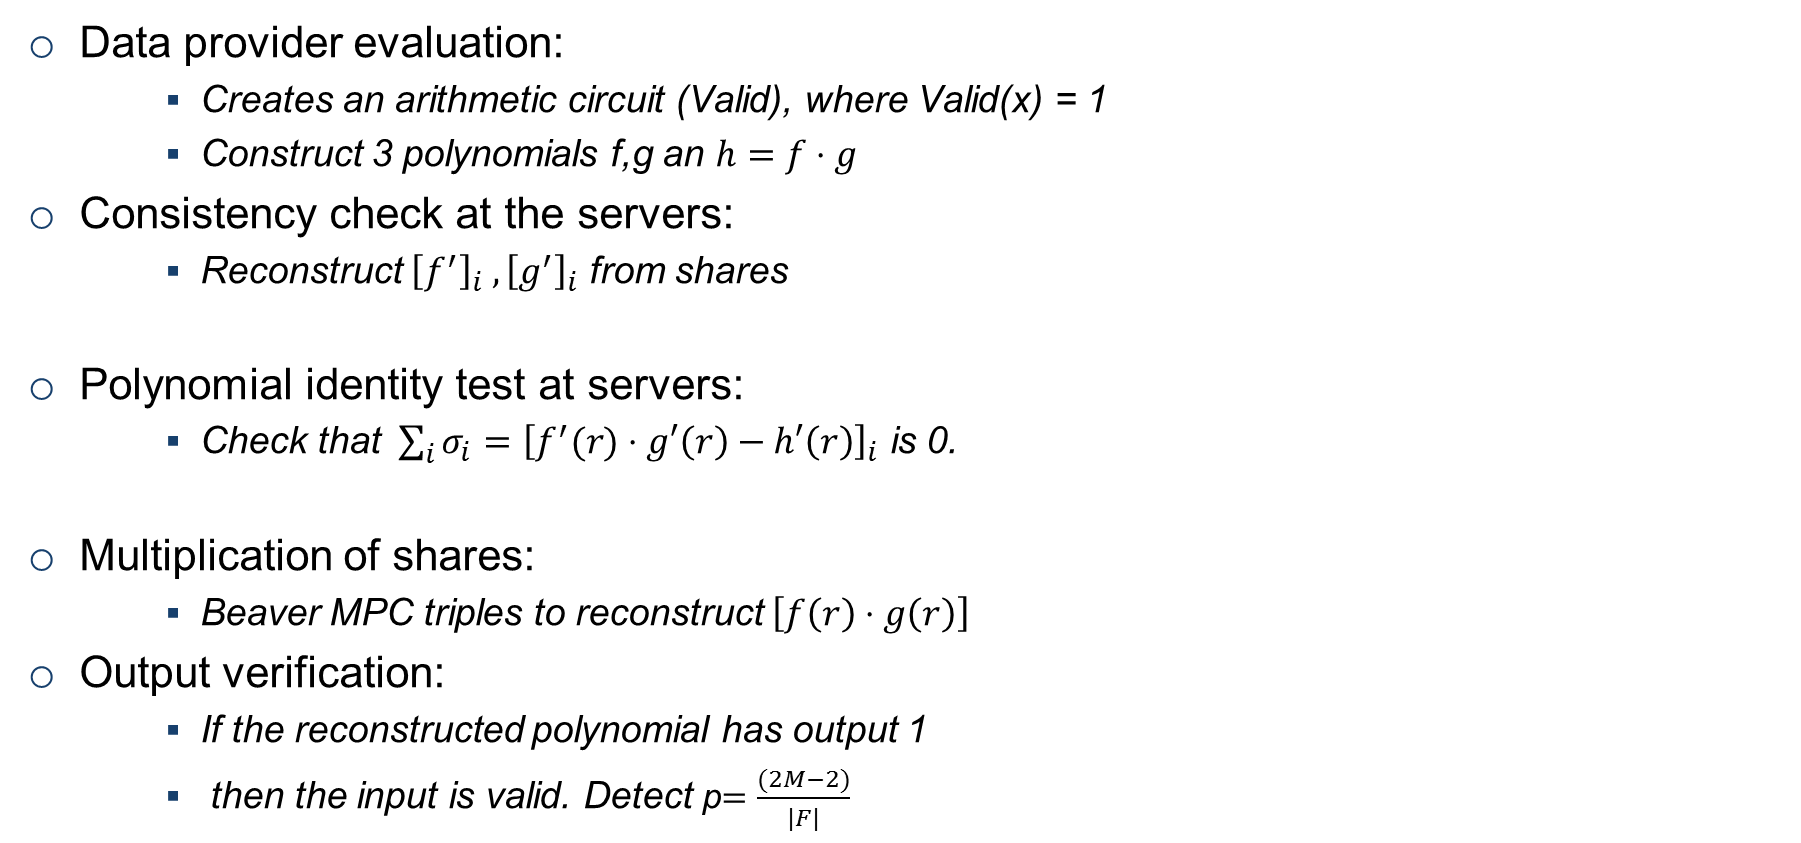 ○ Data provider evaluation:
▪ Creates an arithmetic circuit (Valid), where Valid(x) = 1
▪ Construct 3 polynomials f,g an ℎ = 𝑓 · 𝑔
○ Consistency check at the servers:
▪ Reconstruct [𝑓′]ᵢ , [𝑔′]ᵢ from shares
○ Polynomial identity test at servers:
▪ Check that ∑ᵢ 𝜎ᵢ = [𝑓′(𝑟) · 𝑔′(𝑟) − ℎ′(𝑟)]ᵢ is 0.
○ Multiplication of shares:
▪ Beaver MPC triples to reconstruct [𝑓(𝑟) · 𝑔(𝑟)]
○ Output verification:
▪ If the reconstructed polynomial has output 1
▪ then the input is valid. Detect p= (2𝑀−2)/|𝐹|